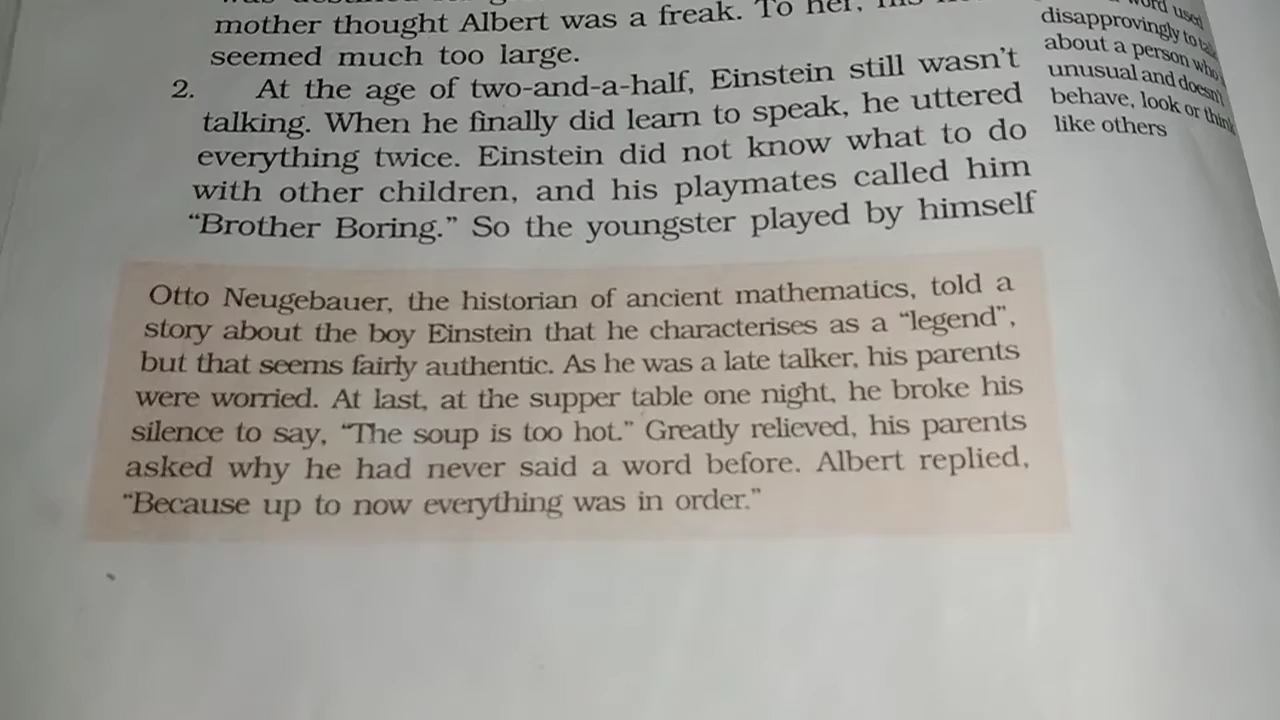 mother thought Albert was a freak. To her,
seemed much too large.
2. At the age of two-and-a-half, Einstein still wasn't
talking. When he finally did learn to speak, he uttered
everything twice. Einstein did not know what to do
with other children, and his playmates called him
“Brother Boring.” So the youngster played by himself
word used
disapprovingly to
about a person who
unusual and doesn't
behave, look or think
like others
Otto Neugebauer, the historian of ancient mathematics, told a
story about the boy Einstein that he characterises as a “legend”,
but that seems fairly authentic. As he was a late talker, his parents
were worried. At last, at the supper table one night, he broke his
silence to say, “The soup is too hot.” Greatly relieved, his parents
asked why he had never said a word before. Albert replied,
“Because up to now everything was in order.”